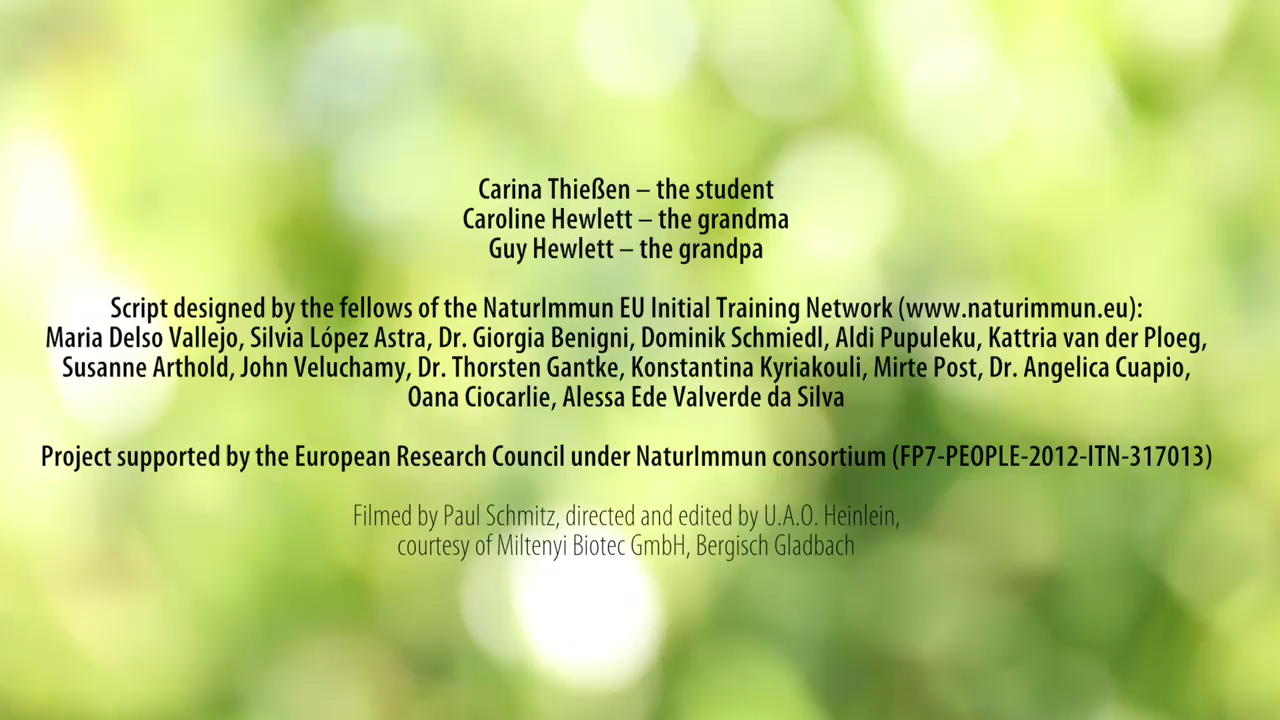 Carina Thießen – the student
Caroline Hewlett – the grandma
Guy Hewlett – the grandpa
Script designed by the fellows of the NaturImmun EU Initial Training Network (www.naturimmun.eu):
Maria Delso Vallejo, Silvia López Astra, Dr. Giorgia Benigni, Dominik Schmiedl, Aldi Pupuleku, Kattria van der Ploeg,
Susanne Arthold, John Veluchamy, Dr. Thorsten Gantke, Konstantina Kyriakouli, Mirte Post, Dr. Angelica Cuapio,
Oana Ciocarlie, Alessa Ede Valverde da Silva
Project supported by the European Research Council under NaturImmun consortium (FP7-PEOPLE-2012-ITN-317013)
Filmed by Paul Schmitz, directed and edited by U.A.O. Heinlein,
courtesy of Miltenyi Biotec GmbH, Bergisch Gladbach